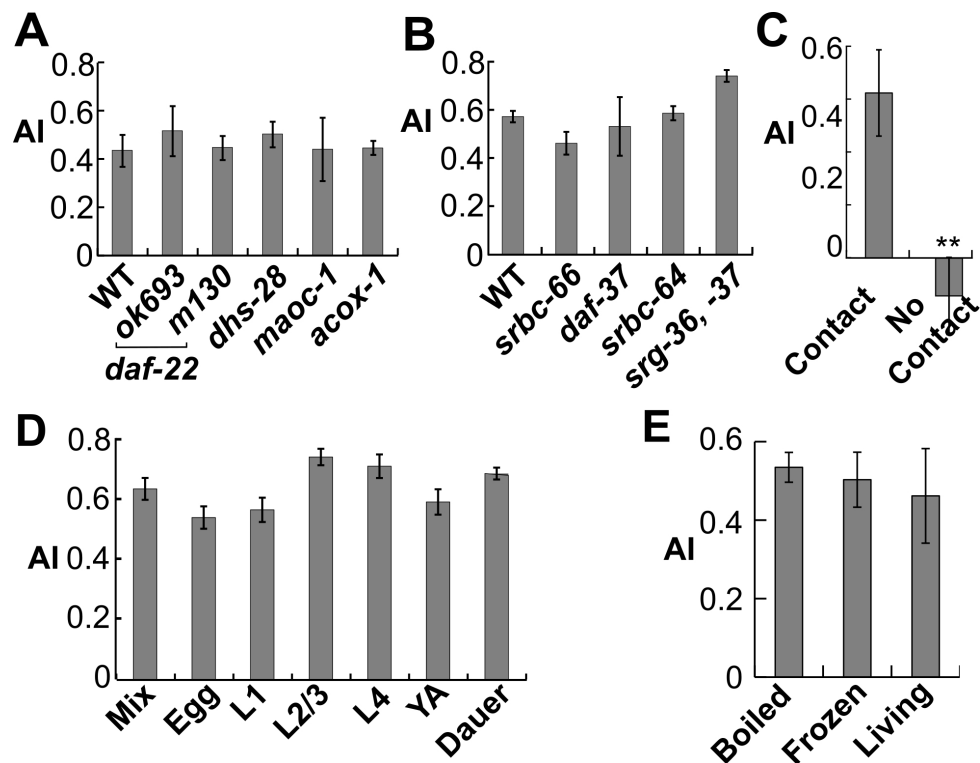 A
AI
0.8
0.6
0.4
0.2
0
WT
ok693
m130
dhs-28
maoc-1
acox-1
daf-22
B
AI
0.8
0.6
0.4
0.2
0
WT
srbc-66
daf-37
srbc-64
srg-36, -37
C
AI
0.6
0.4
0.2
0
**
Contact
No
Contact
D
AI
0.8
0.6
0.4
0.2
0
Mix
Egg
L1
L2/3
L4
YA
Dauer
E
AI
0.6
0.4
0.2
0
Boiled
Frozen
Living